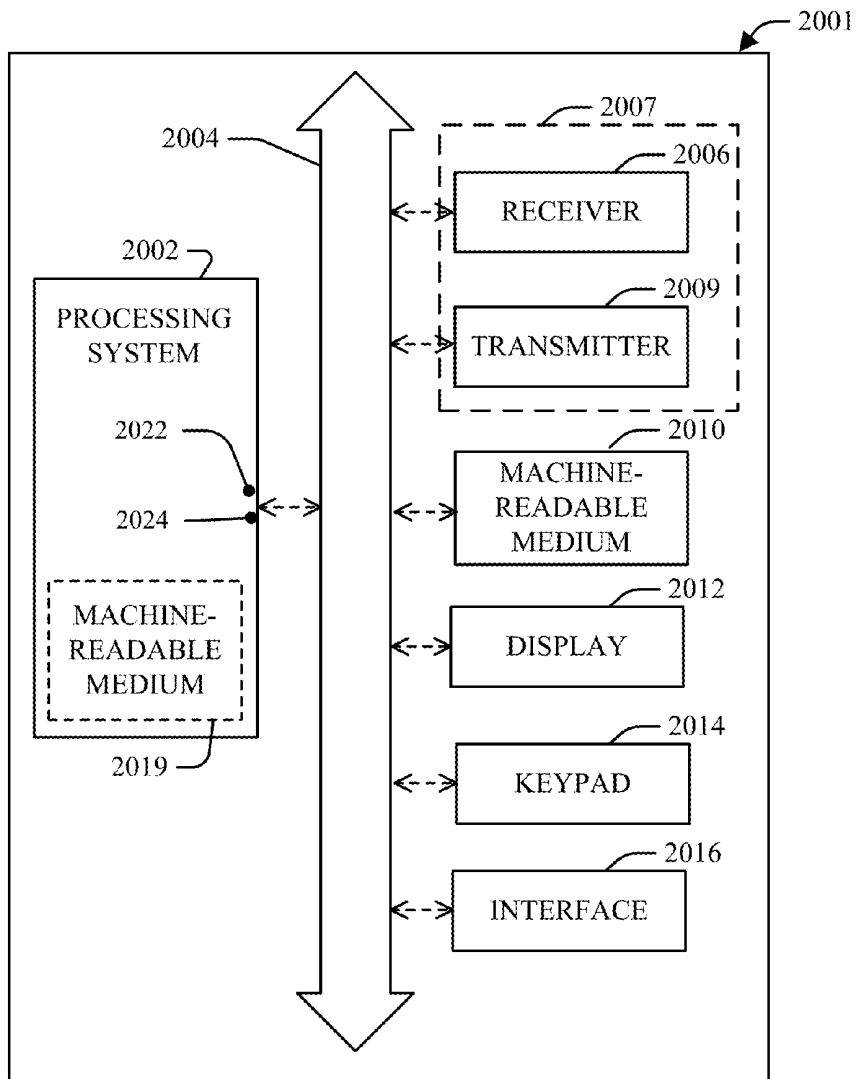 2001
2007
2004
2006
RECEIVER
2002
2009
PROCESSING
SYSTEM
TRANSMITTER
2010
2022
MACHINE-
READABLE
MEDIUM
2024
2012
MACHINE-
READABLE
MEDIUM
DISPLAY
2014
2019
KEYPAD
2016
INTERFACE